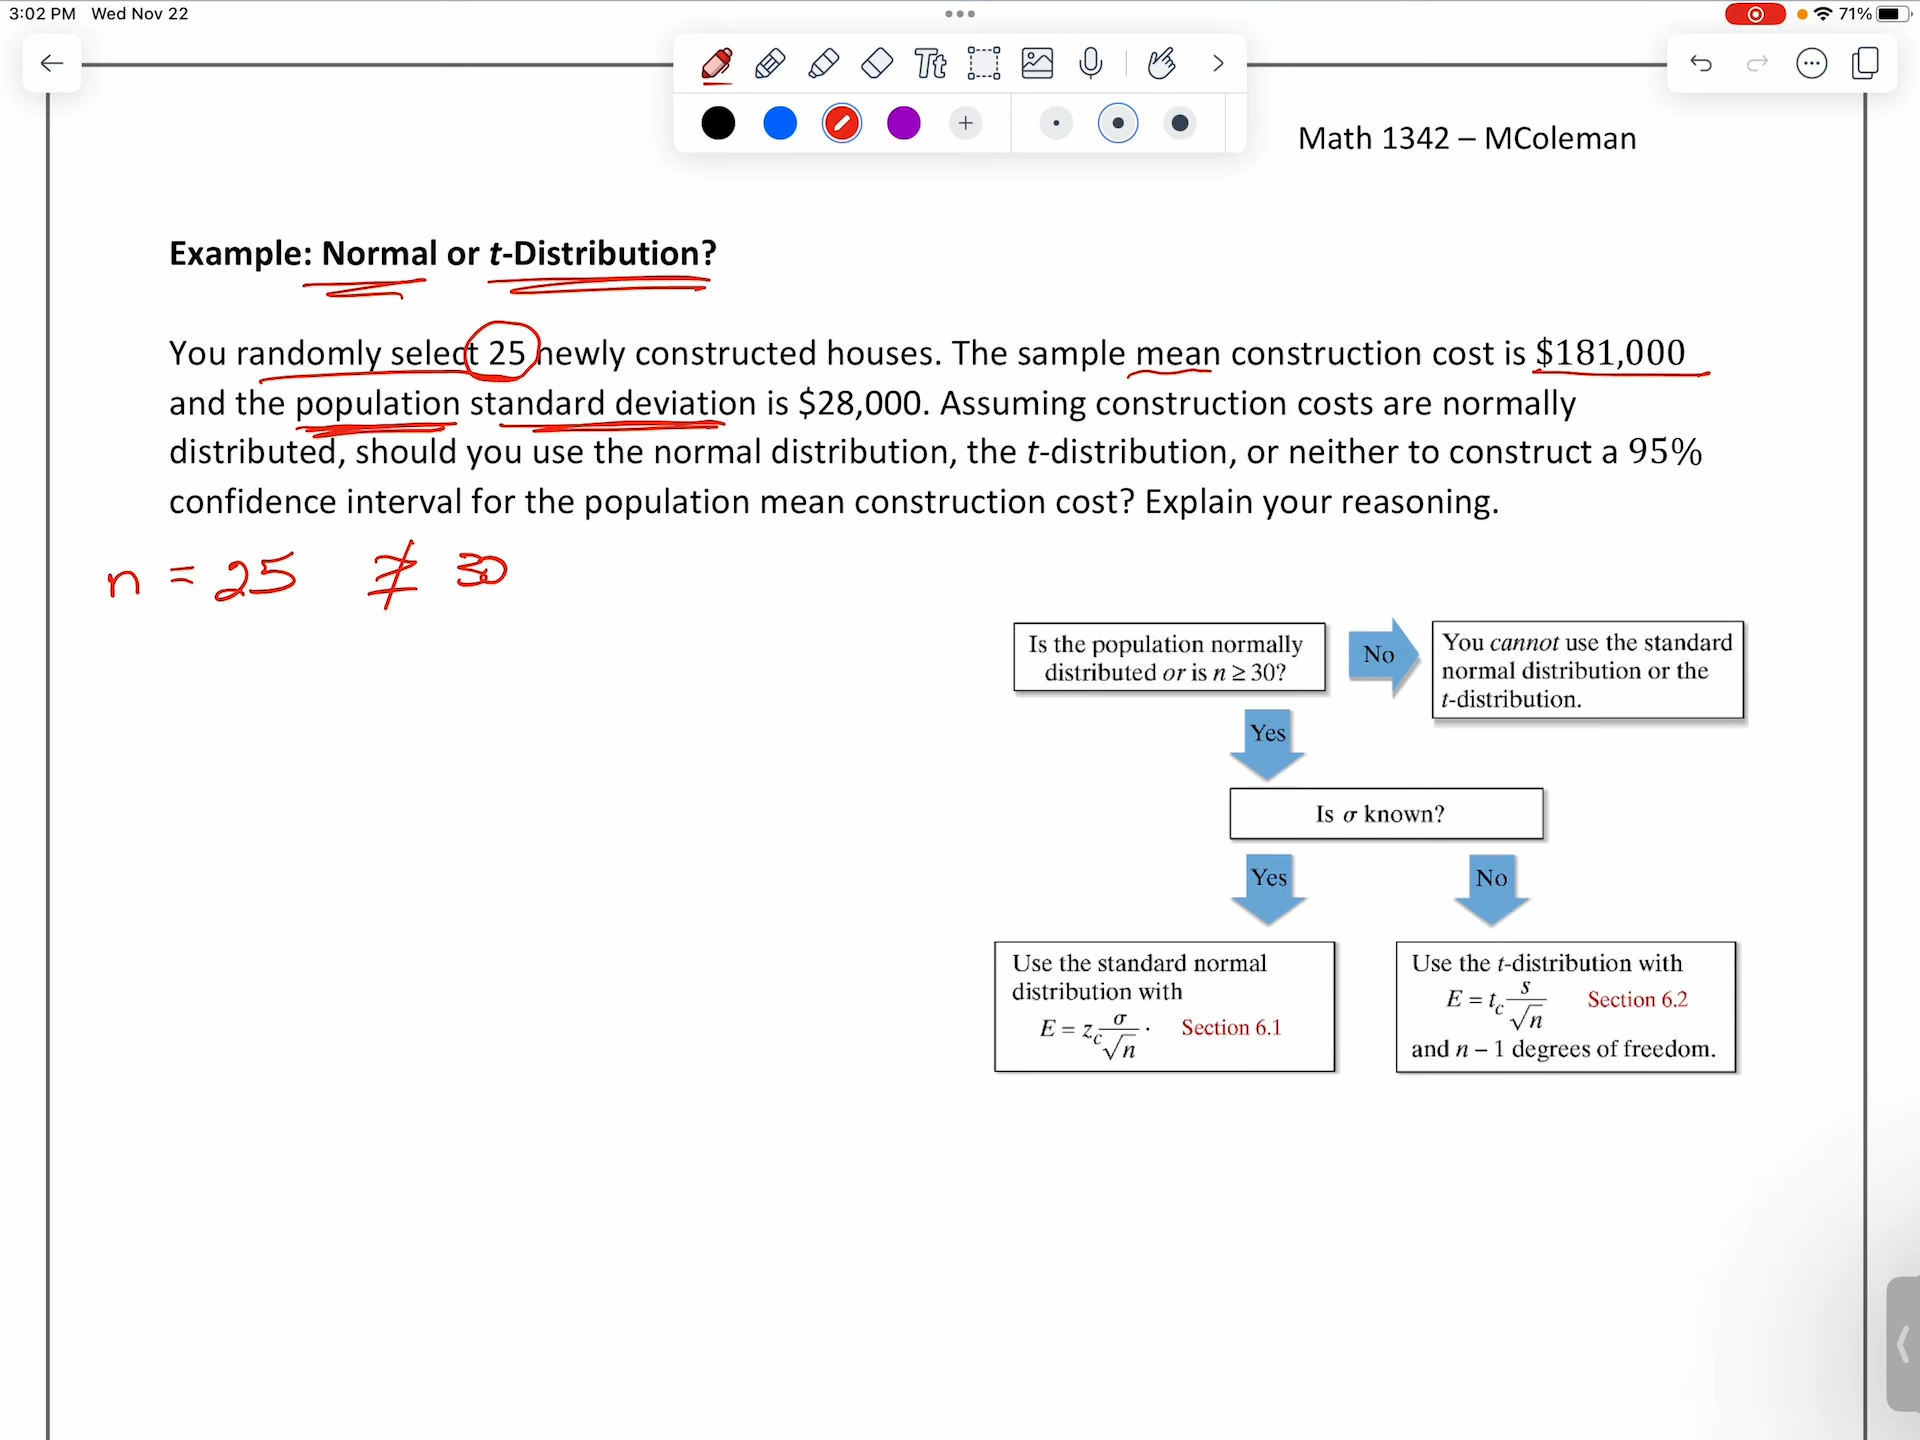 3:02 PM Wed Nov 22
71%
Tt
Math 1342 – MColeman
Example: Normal or t-Distribution?
You randomly select 25 newly constructed houses. The sample mean construction cost is $181,000
and the population standard deviation is $28,000. Assuming construction costs are normally
distributed, should you use the normal distribution, the t-distribution, or neither to construct a 95%
confidence interval for the population mean construction cost? Explain your reasoning.
n = 25 ≱ 30
Is the population normally
distributed or is n ≥ 30?
No
You cannot use the standard
normal distribution or the
t-distribution.
Yes
Is σ known?
Yes
No
Use the standard normal
distribution with
E = z_c σ/√n. Section 6.1
Use the t-distribution with
E = t_c s/√n Section 6.2
and n – 1 degrees of freedom.